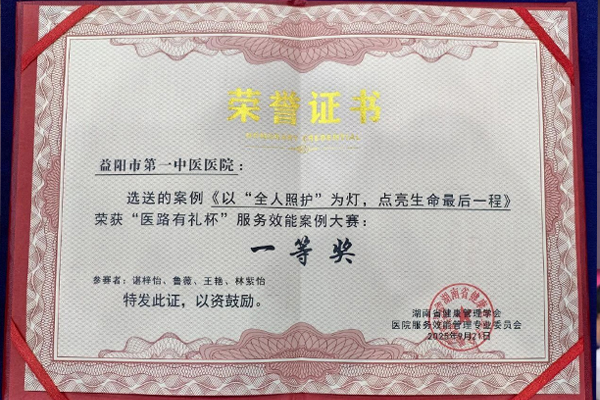 荣誉证书
益阳市第一中医医院：
选送的案例《以“全人照护”为灯，点亮生命最后一程》
荣获“医路有礼杯”服务效能案例大赛：
一等奖
参赛者：谌梓怡、鲁薇、王艳、林紫怡
特发此证，以资鼓励。
湖南省健康管理学会
医院服务效能管理专业委员会
2025年9月21日